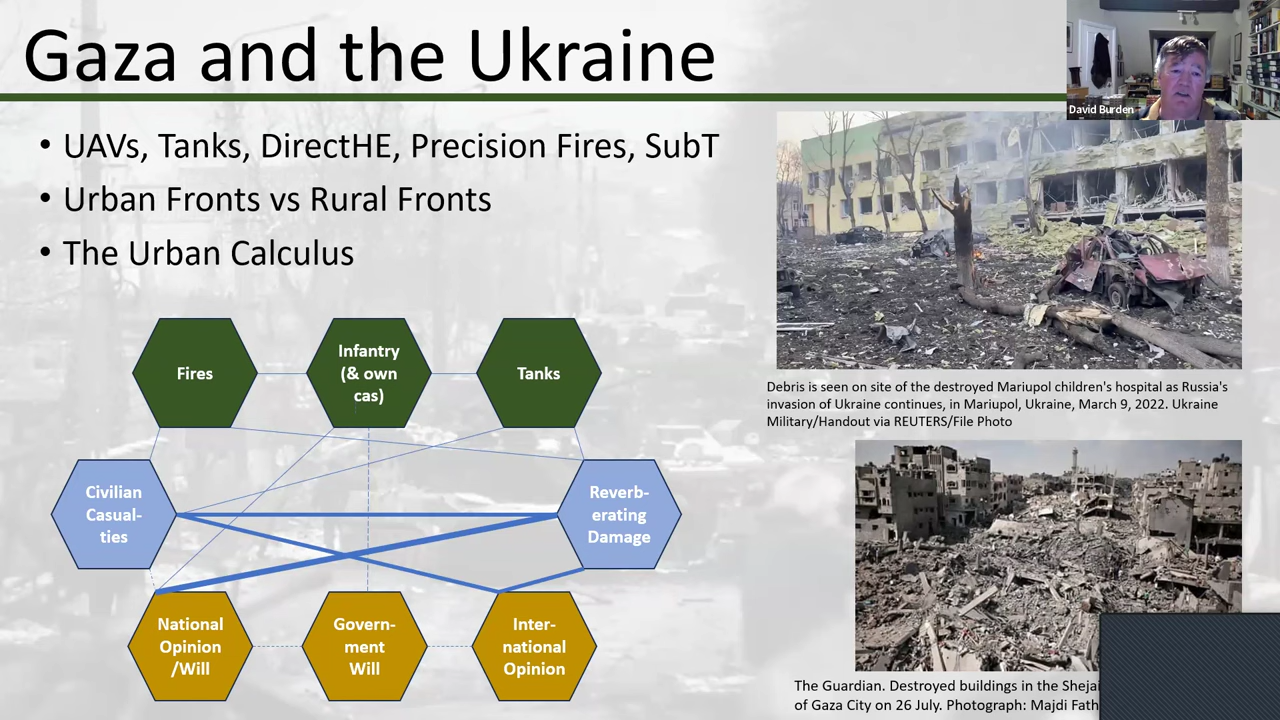 Gaza and the Ukraine
David Burden
• UAVs, Tanks, DirectHE, Precision Fires, SubT
• Urban Fronts vs Rural Fronts
• The Urban Calculus
Fires
Infantry
(& own
cas)
Tanks
Civilian
Casual-
ties
Reverb-
erating
Damage
National
Opinion
/Will
Govern-
ment
Will
Inter-
national
Opinion
Debris is seen on site of the destroyed Mariupol children's hospital as Russia's
invasion of Ukraine continues, in Mariupol, Ukraine, March 9, 2022. Ukraine
Military/Handout via REUTERS/File Photo
The Guardian. Destroyed buildings in the
of Gaza City on 26 July. Photograph: Majdi